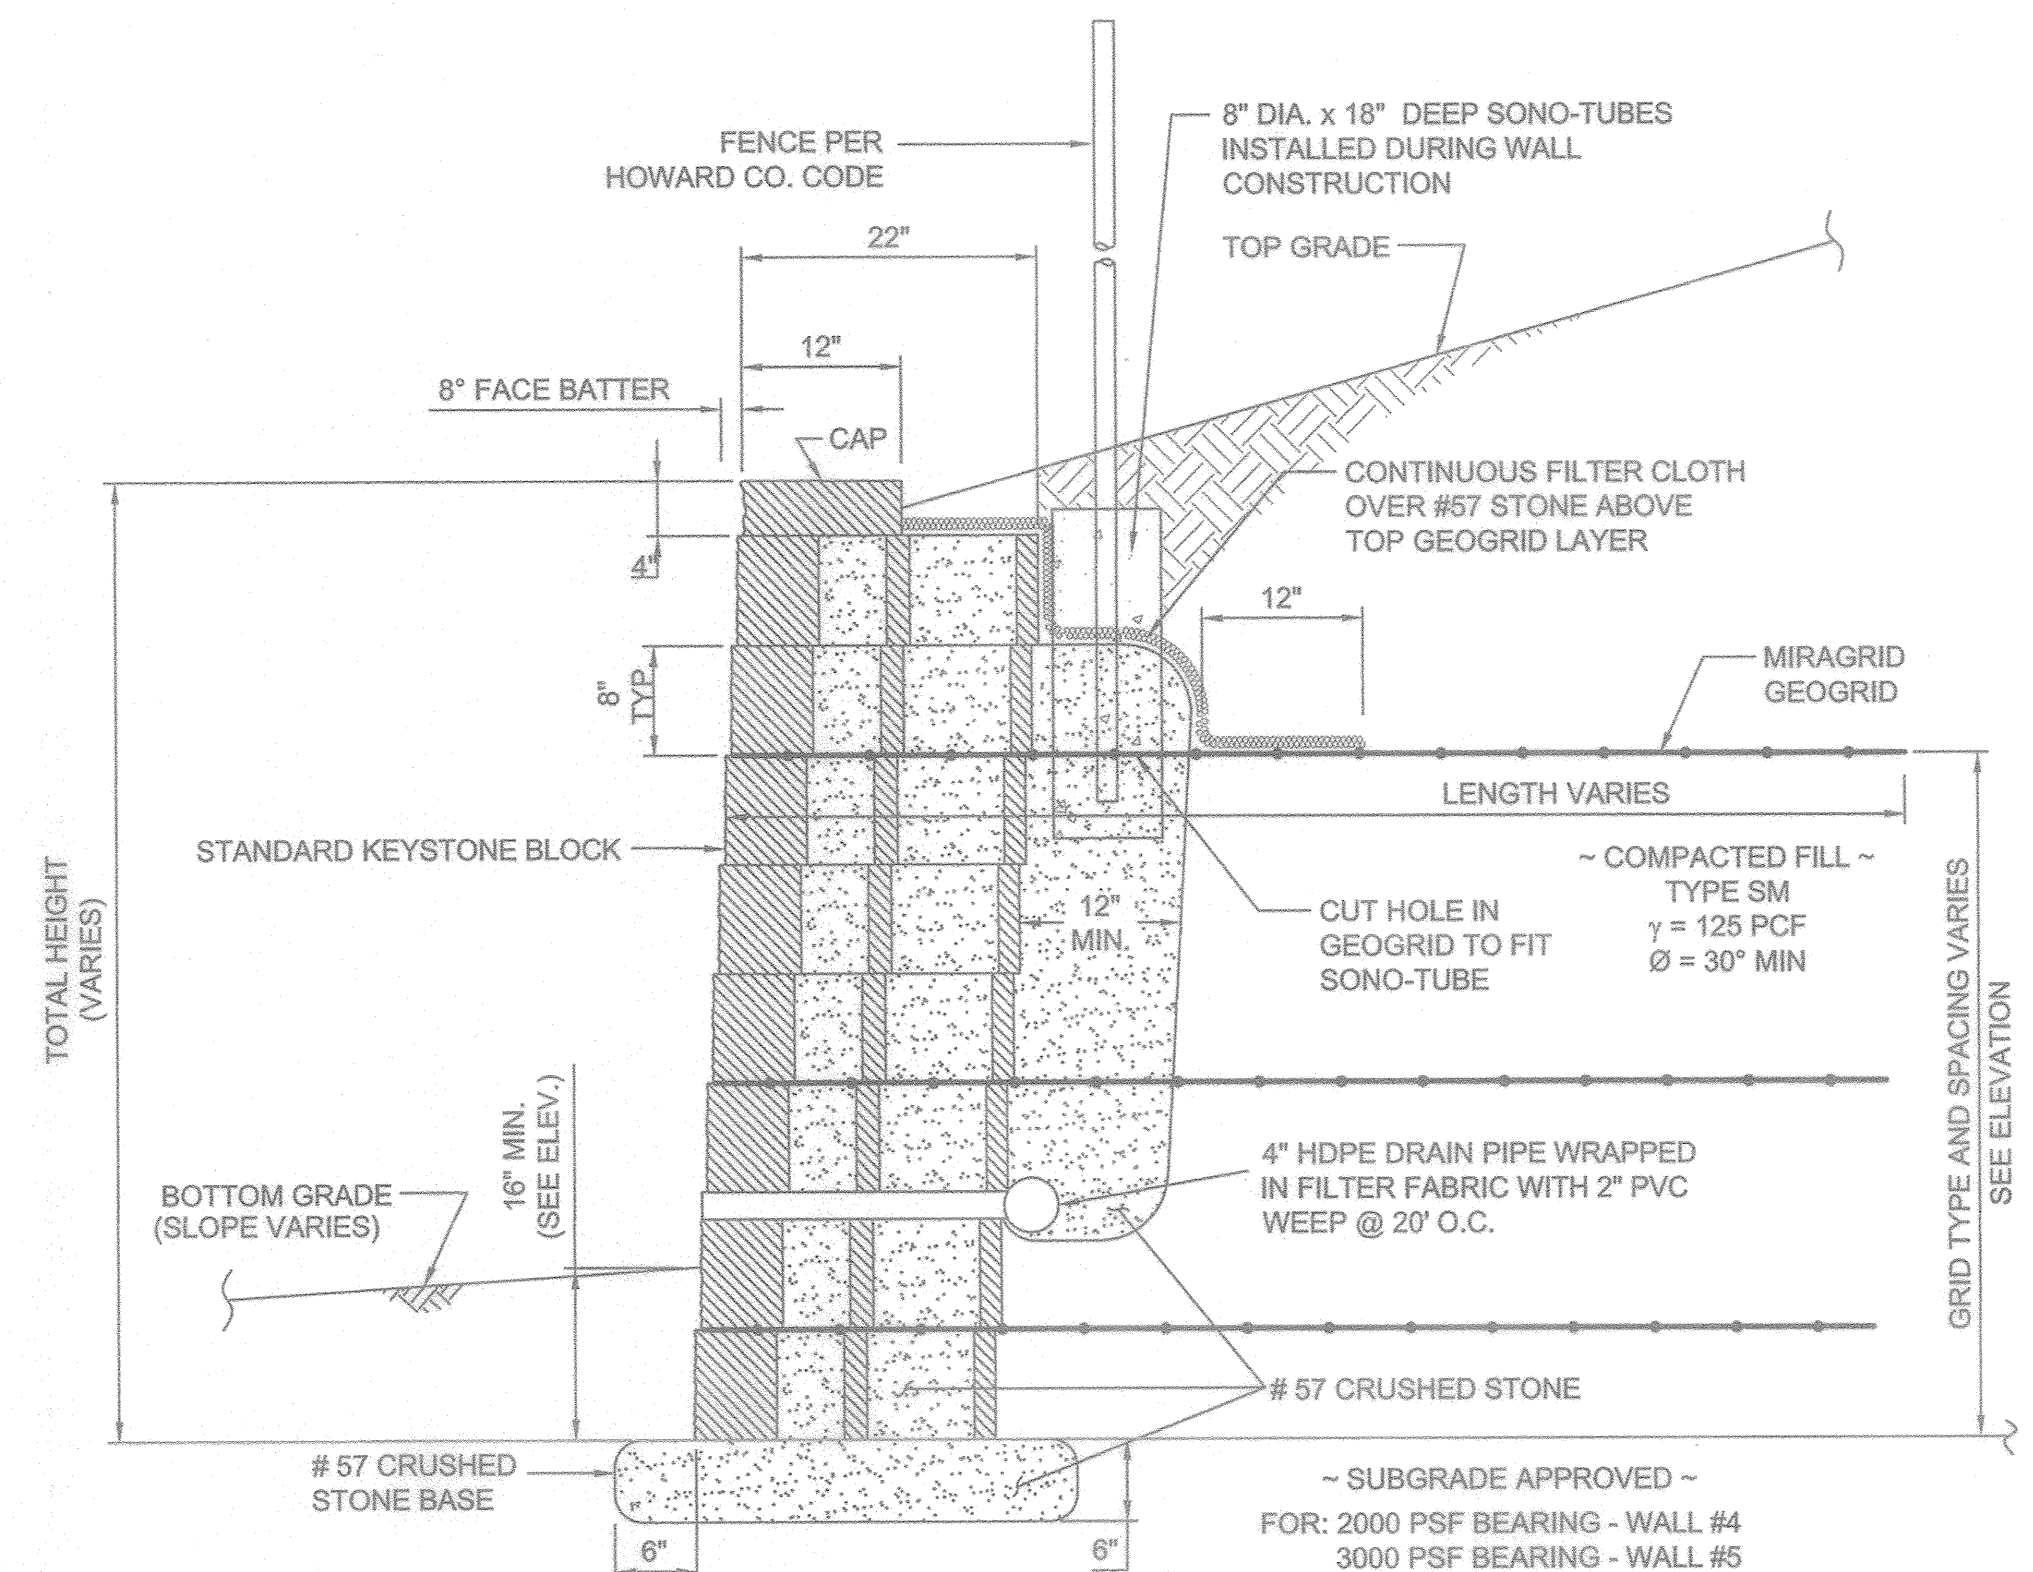 FENCE PER
HOWARD CO. CODE
8" DIA. x 18" DEEP SONO-TUBES
INSTALLED DURING WALL
CONSTRUCTION
TOP GRADE
22"
12"
8° FACE BATTER
CAP
4"
CONTINUOUS FILTER CLOTH
OVER #57 STONE ABOVE
TOP GEOGRID LAYER
12"
8"
TYP.
MIRAGRID
GEOGRID
LENGTH VARIES
STANDARD KEYSTONE BLOCK
~ COMPACTED FILL ~
TYPE SM
γ = 125 PCF
Ø = 30° MIN
12"
MIN.
CUT HOLE IN
GEOGRID TO FIT
SONO-TUBE
TOTAL HEIGHT
(VARIES)
GRID TYPE AND SPACING VARIES
SEE ELEVATION
16" MIN.
(SEE ELEV.)
BOTTOM GRADE
(SLOPE VARIES)
4" HDPE DRAIN PIPE WRAPPED
IN FILTER FABRIC WITH 2" PVC
WEEP @ 20' O.C.
# 57 CRUSHED STONE
# 57 CRUSHED
STONE BASE
6"
6"
~ SUBGRADE APPROVED ~
FOR: 2000 PSF BEARING - WALL #4
3000 PSF BEARING - WALL #5